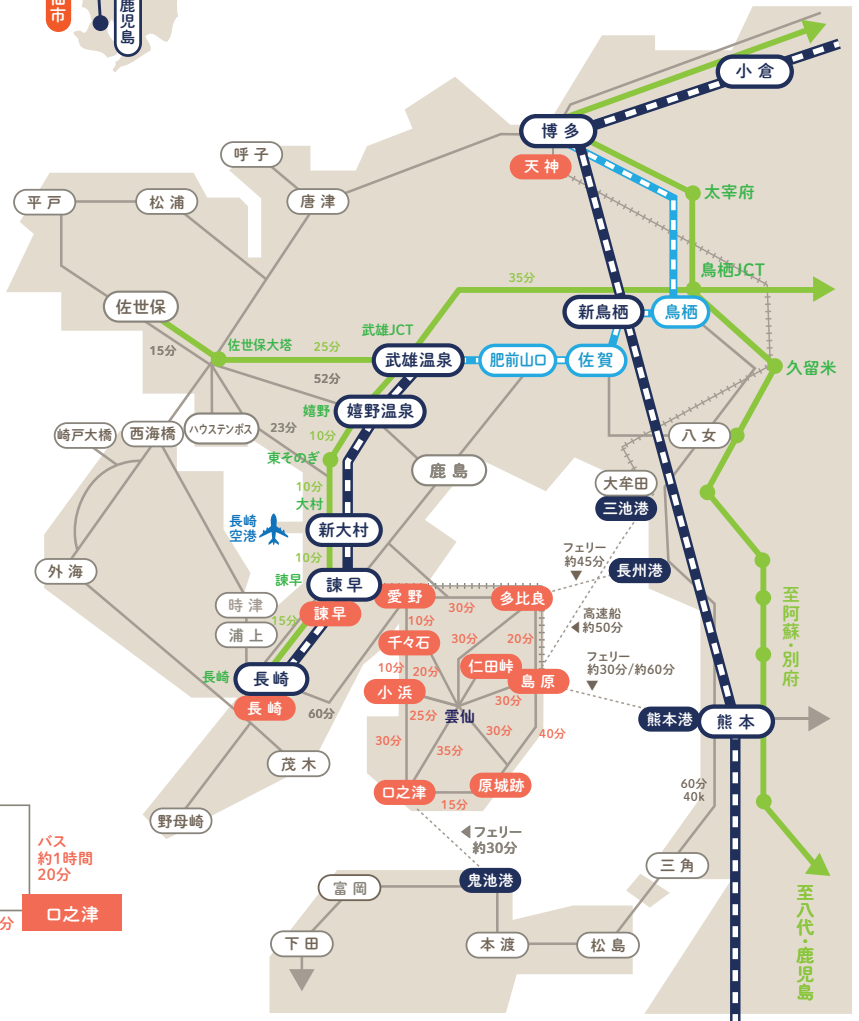 市
鹿児島
小倉
博多
天神
呼子
平戸
松浦
唐津
太宰府
鳥栖JCT
35分
佐世保
新鳥栖
鳥栖
武雄JCT
佐世保大塔
25分
15分
武雄温泉
肥前山口
佐賀
久留米
52分
嬉野
嬉野温泉
崎戸大橋
西海橋
ハウステンボス
23分
10分
八女
東そのぎ
鹿島
10分
大村
大牟田
三池港
長崎
空港
新大村
フェリー
約45分
10分
長州港
外海
諫早
諫早
愛野
多比良
時津
15分
諫早
30分
10分
高速船
約50分
至阿蘇・別府
浦上
千々石
30分
20分
フェリー
約30分/約60分
長崎
長崎
10分
20分
仁田峠
島原
小浜
30分
長崎
60分
25分
雲仙
熊本港
熊本
30分
30分
40分
35分
茂木
口之津
原城跡
15分
60分
40k
野母崎
フェリー
約30分
バス
約1時間
20分
三角
口之津
分
富岡
鬼池港
至八代・鹿児島
下田
本渡
松島